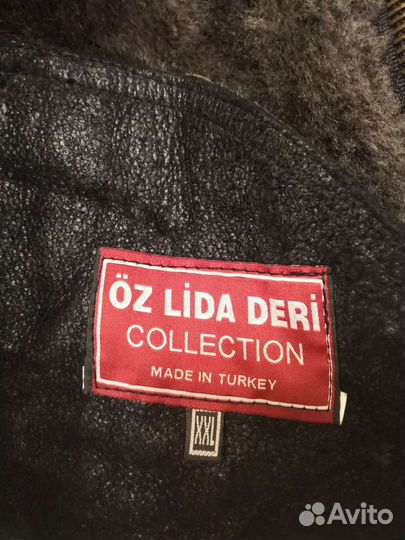 ÖZ LİDA DERİ
COLLECTION
MADE IN TURKEY
XXL
Avito